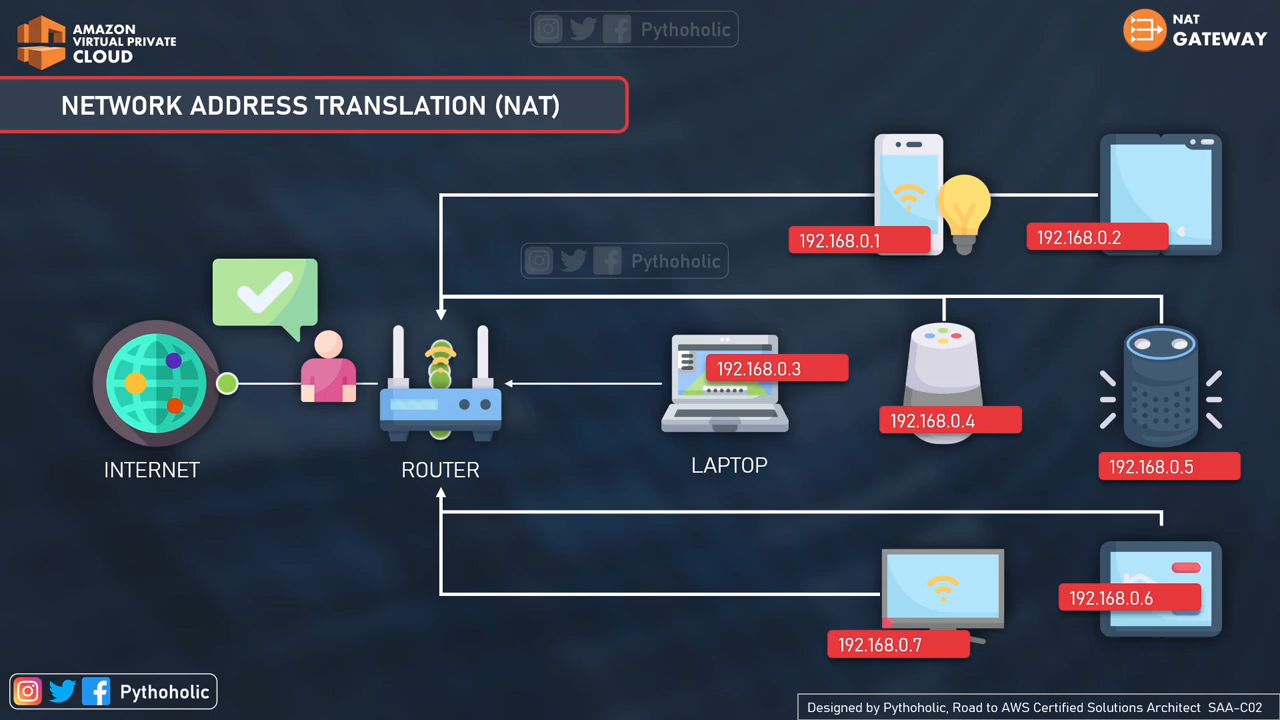 AMAZON
VIRTUAL PRIVATE
CLOUD
Pythoholic
NAT
GATEWAY
NETWORK ADDRESS TRANSLATION (NAT)
192.168.0.1
192.168.0.2
Pythoholic
192.168.0.3
192.168.0.4
192.168.0.5
INTERNET
ROUTER
LAPTOP
192.168.0.6
192.168.0.7
Pythoholic
Designed by Pythoholic, Road to AWS Certified Solutions Architect SAA-C02